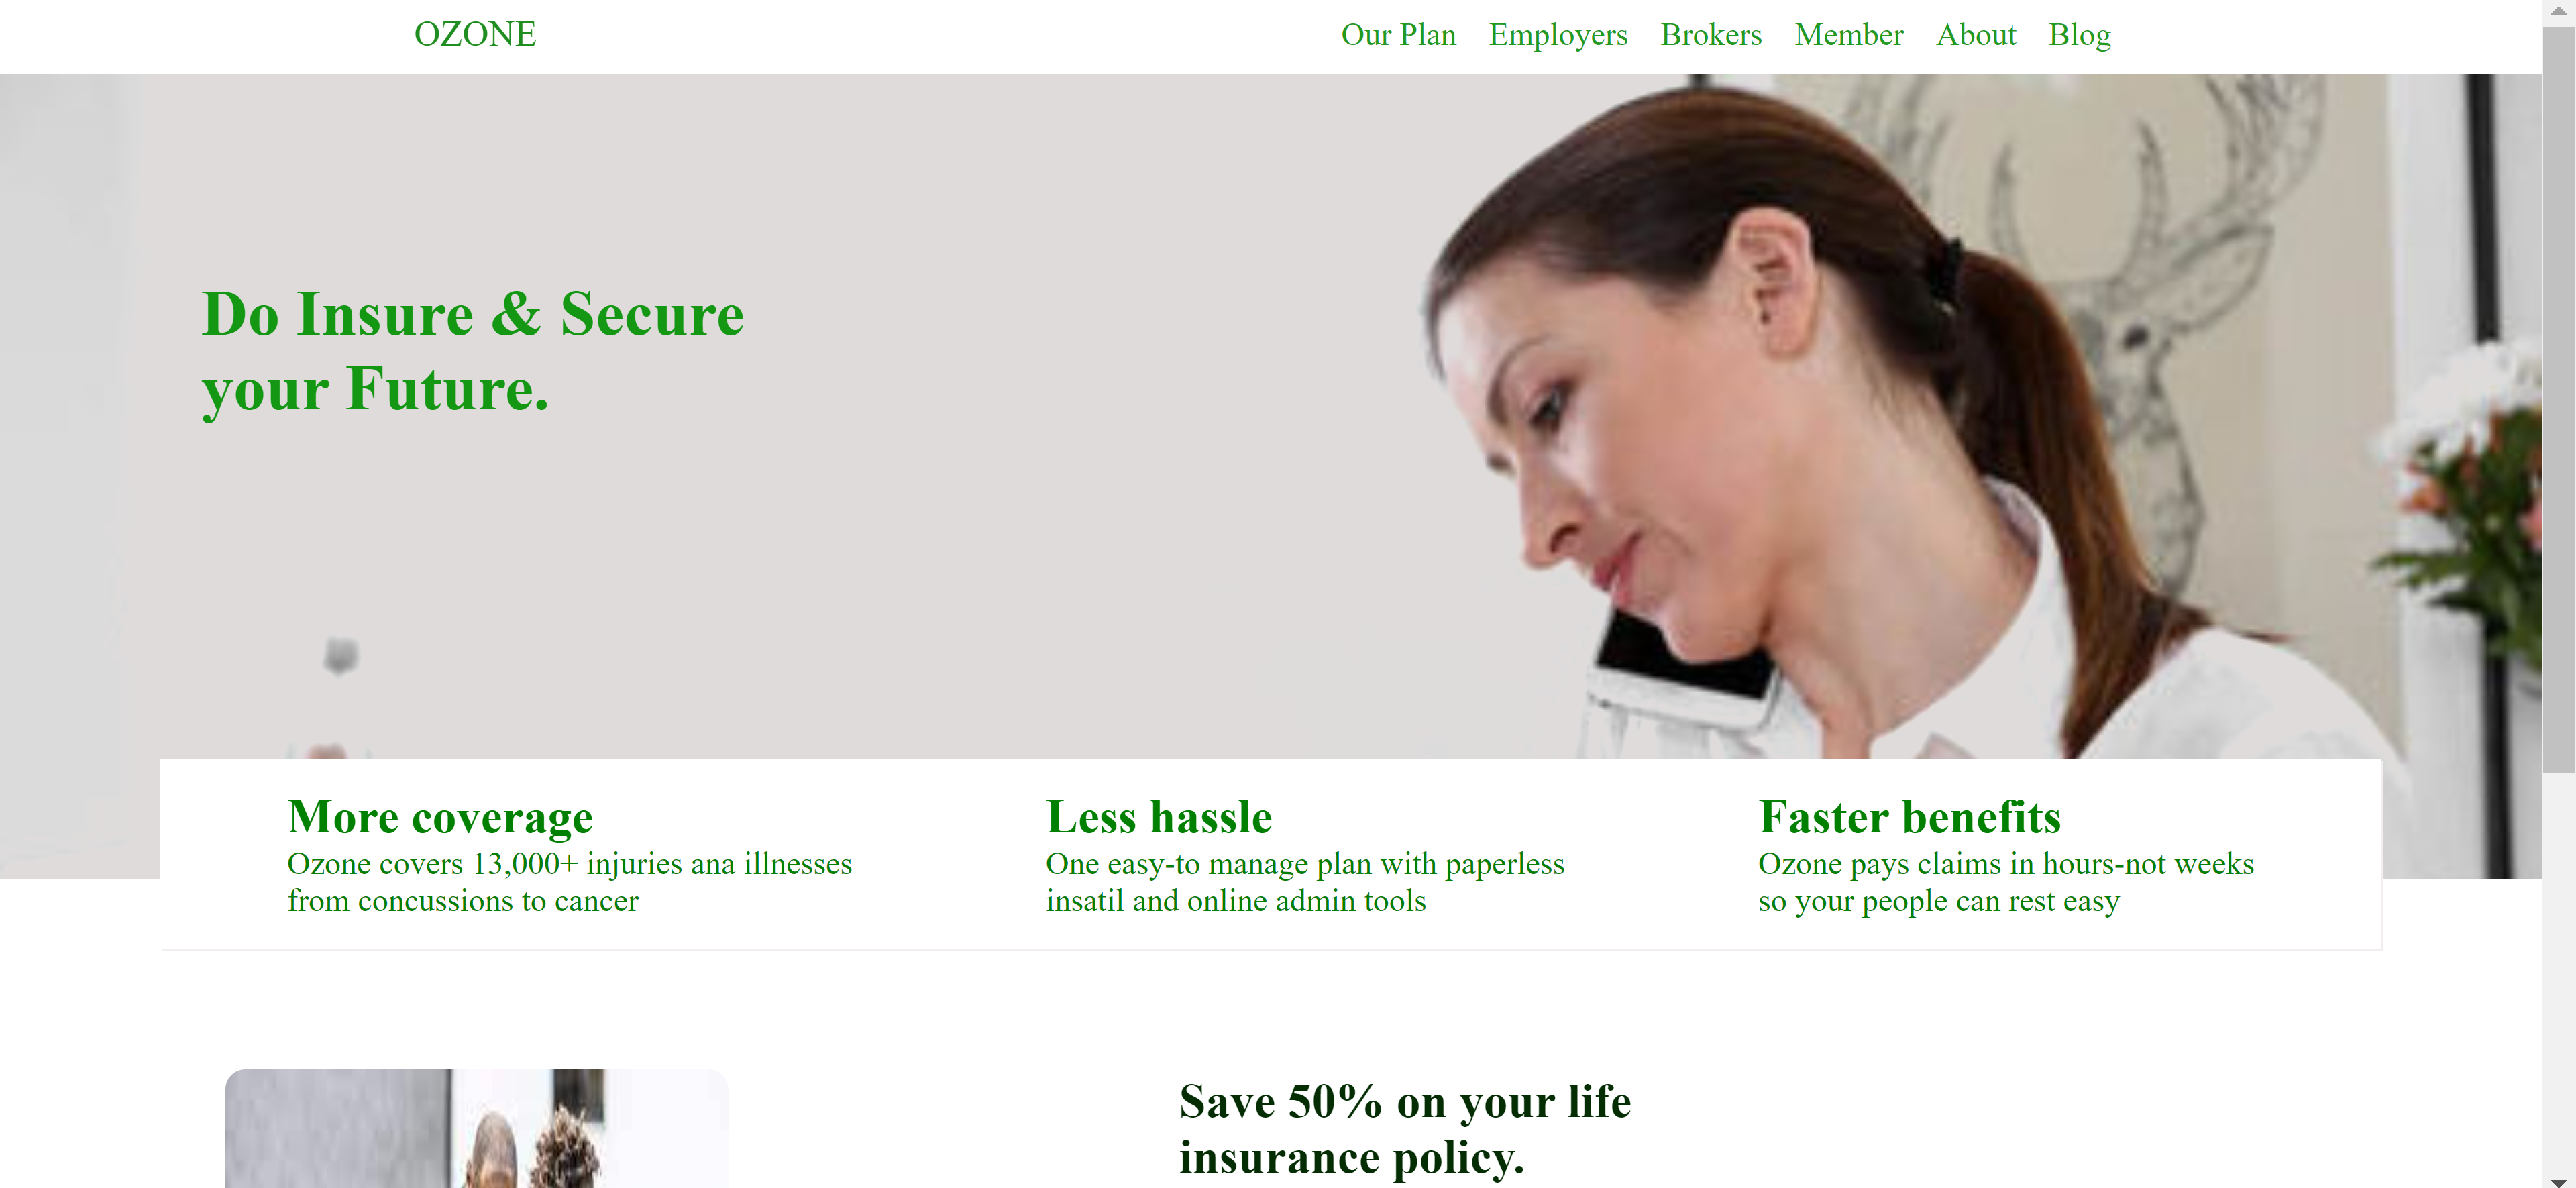 OZONE
Our Plan Employers Brokers Member About Blog
Do Insure & Secure
your Future.
More coverage
Ozone covers 13,000+ injuries ana illnesses
from concussions to cancer
Less hassle
One easy-to manage plan with paperless
insatil and online admin tools
Faster benefits
Ozone pays claims in hours-not weeks
so your people can rest easy
Save 50% on your life
insurance policy.